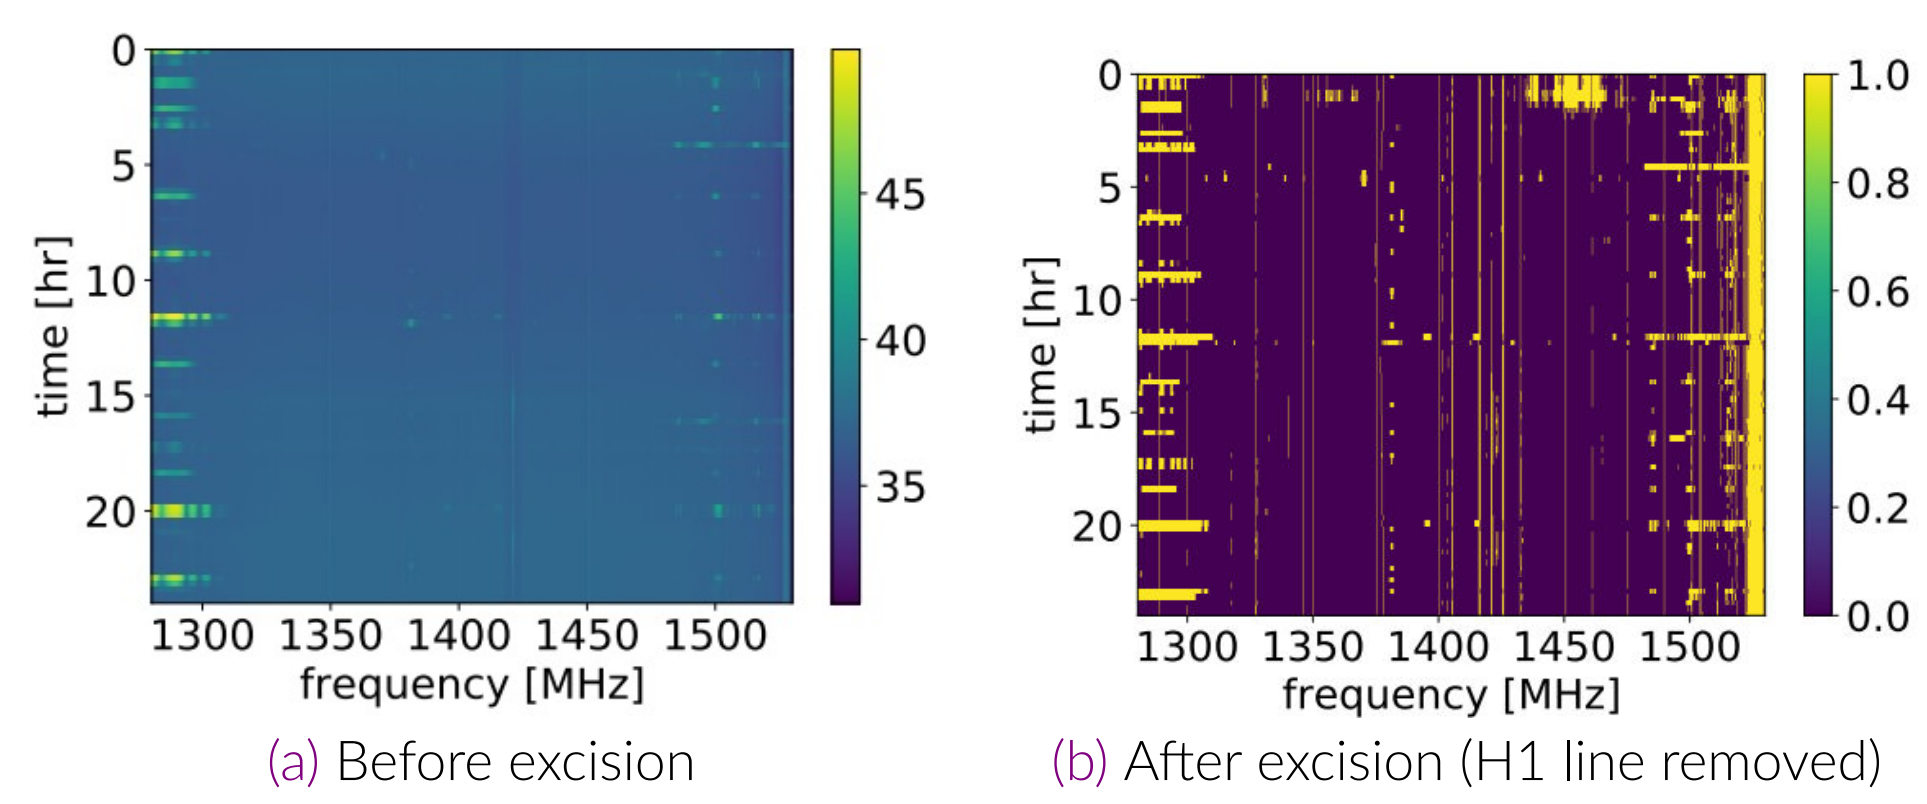 0
5
10
15
20
time [hr]
1300 1350 1400 1450 1500
frequency [MHz]
45
40
35
(a) Before excision
0
5
10
15
20
time [hr]
1300 1350 1400 1450 1500
frequency [MHz]
1.0
0.8
0.6
0.4
0.2
0.0
(b) After excision (H1 line removed)